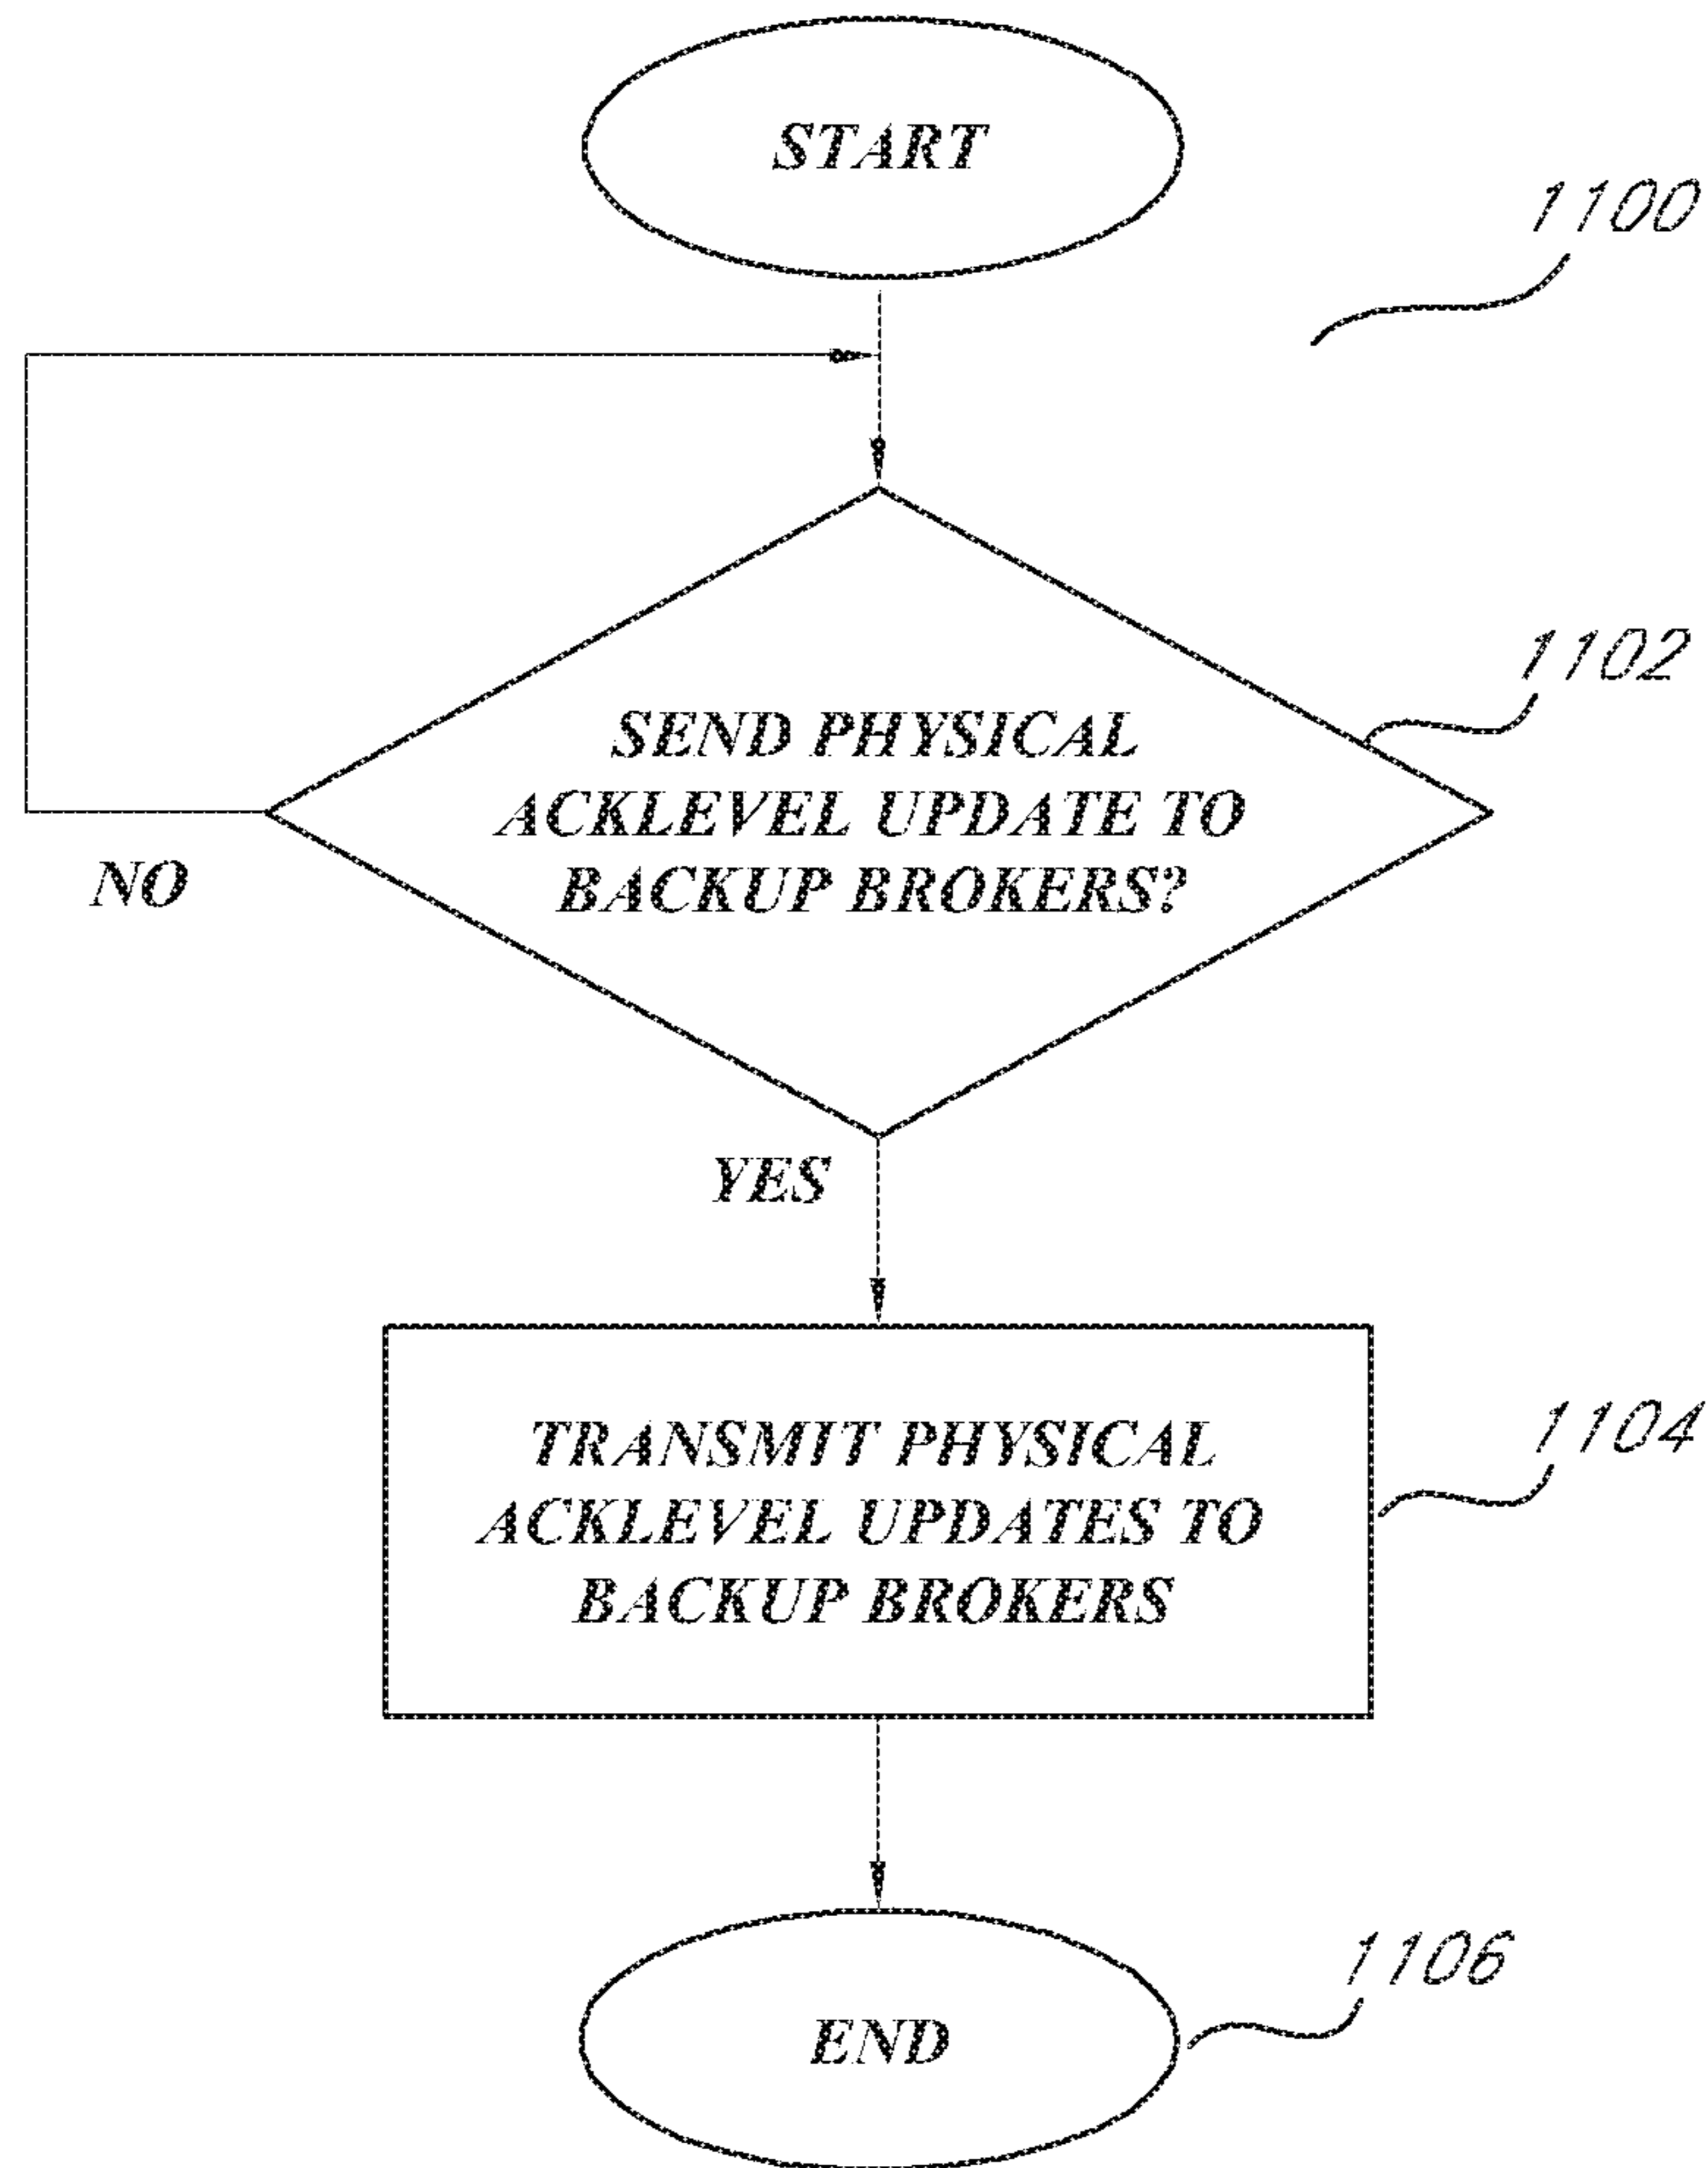 START
1100
1102
SEND PHYSICAL
ACKLEVEL UPDATE TO
BACKUP BROKERS?
NO
YES
TRANSMIT PHYSICAL
ACKLEVEL UPDATES TO
BACKUP BROKERS
1104
1106
END